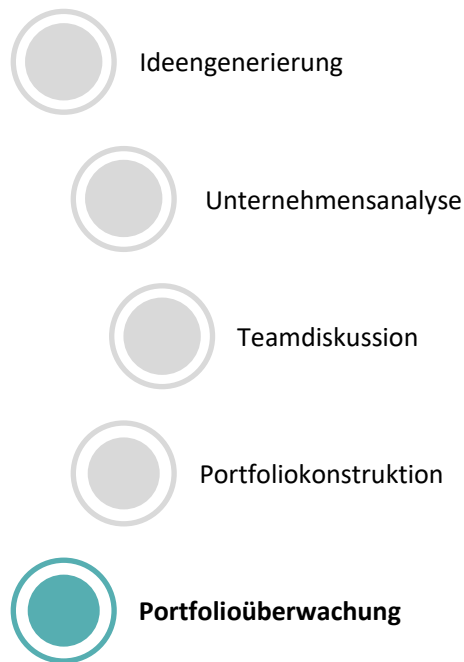 Ideengenerierung
Unternehmensanalyse
Teamdiskussion
Portfoliokonstruktion
Portfolioüberwachung